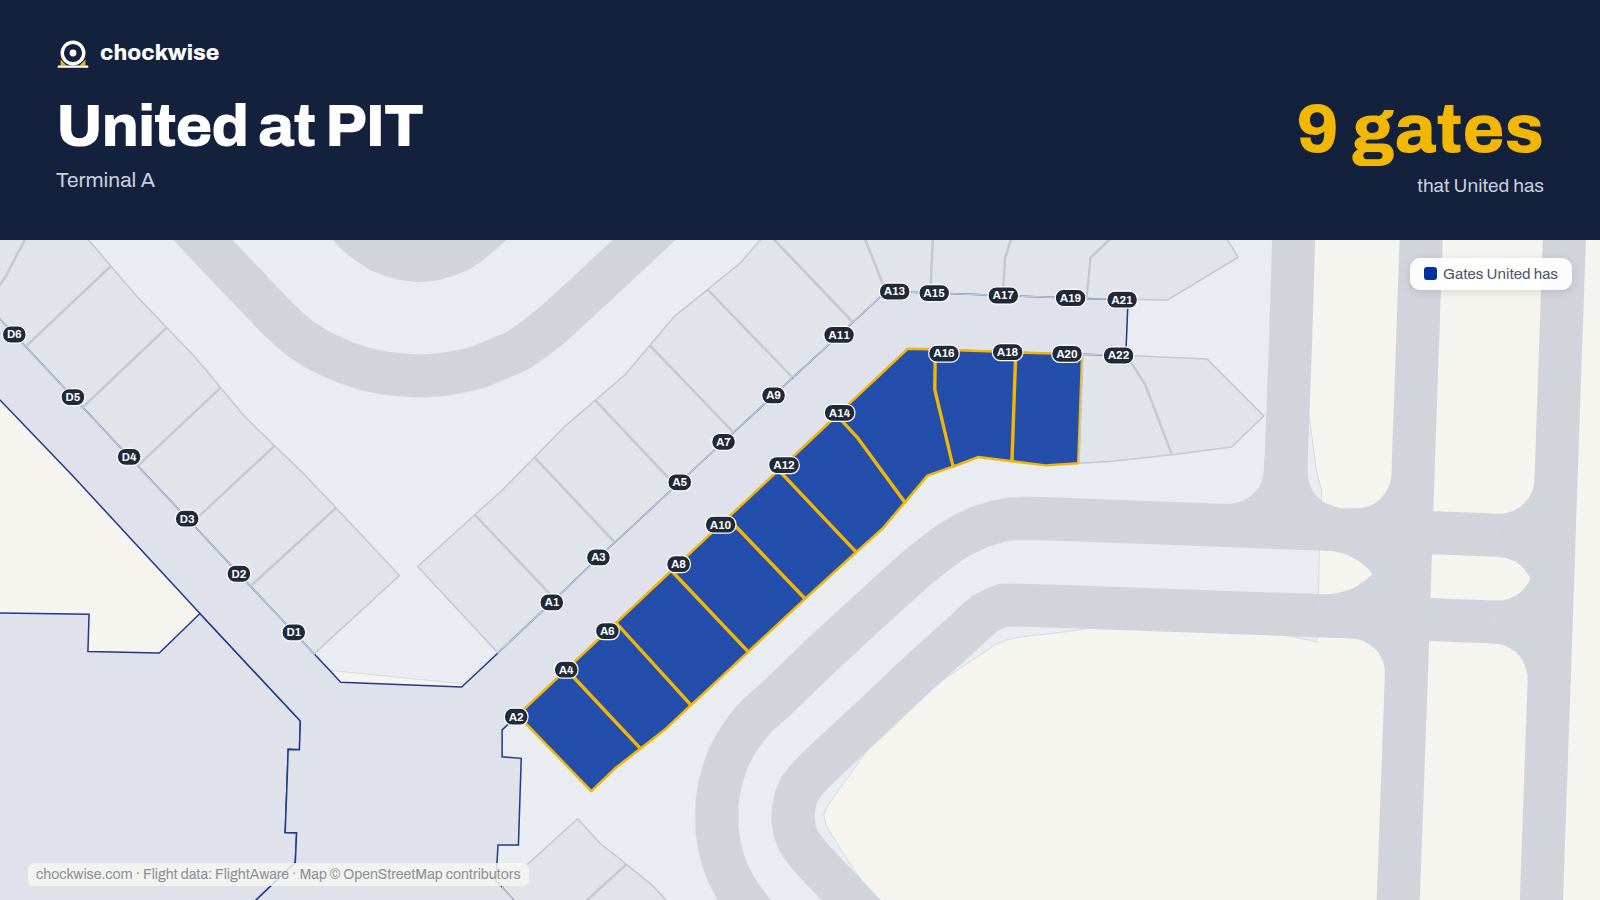 chockwise
United at PIT
Terminal A
9 gates
that United has
Gates United has
A13
A15
A17
A19
A21
D6
A11
A16
A18
A20
A22
D5
A9
A14
D4
A7
A12
A5
D3
A10
A3
A8
D2
A1
D1
A6
A4
A2
chockwise.com · Flight data: FlightAware · Map © OpenStreetMap contributors